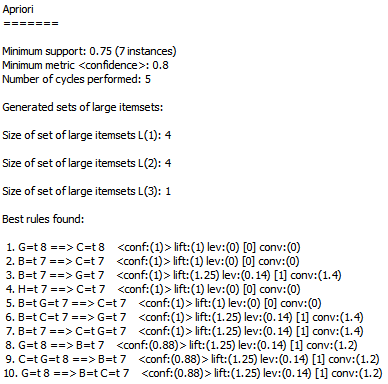 Apriori
=======
Minimum support: 0.75 (7 instances)
Minimum metric <confidence>: 0.8
Number of cycles performed: 5
Generated sets of large itemsets:
Size of set of large itemsets L(1): 4
Size of set of large itemsets L(2): 4
Size of set of large itemsets L(3): 1
Best rules found:
1. G=t 8 ==> C=t 8 <conf:(1)> lift:(1) lev:(0) [0] conv:(0)
2. B=t 7 ==> C=t 7 <conf:(1)> lift:(1) lev:(0) [0] conv:(0)
3. B=t 7 ==> G=t 7 <conf:(1)> lift:(1.25) lev:(0.14) [1] conv:(1.4)
4. H=t 7 ==> C=t 7 <conf:(1)> lift:(1) lev:(0) [0] conv:(0)
5. B=t G=t 7 ==> C=t 7 <conf:(1)> lift:(1) lev:(0) [0] conv:(0)
6. B=t C=t 7 ==> G=t 7 <conf:(1)> lift:(1.25) lev:(0.14) [1] conv:(1.4)
7. B=t 7 ==> C=t G=t 7 <conf:(1)> lift:(1.25) lev:(0.14) [1] conv:(1.4)
8. G=t 8 ==> B=t 7 <conf:(0.88)> lift:(1.25) lev:(0.14) [1] conv:(1.2)
9. C=t G=t 8 ==> B=t 7 <conf:(0.88)> lift:(1.25) lev:(0.14) [1] conv:(1.2)
10. G=t 8 ==> B=t C=t 7 <conf:(0.88)> lift:(1.25) lev:(0.14) [1] conv:(1.2)